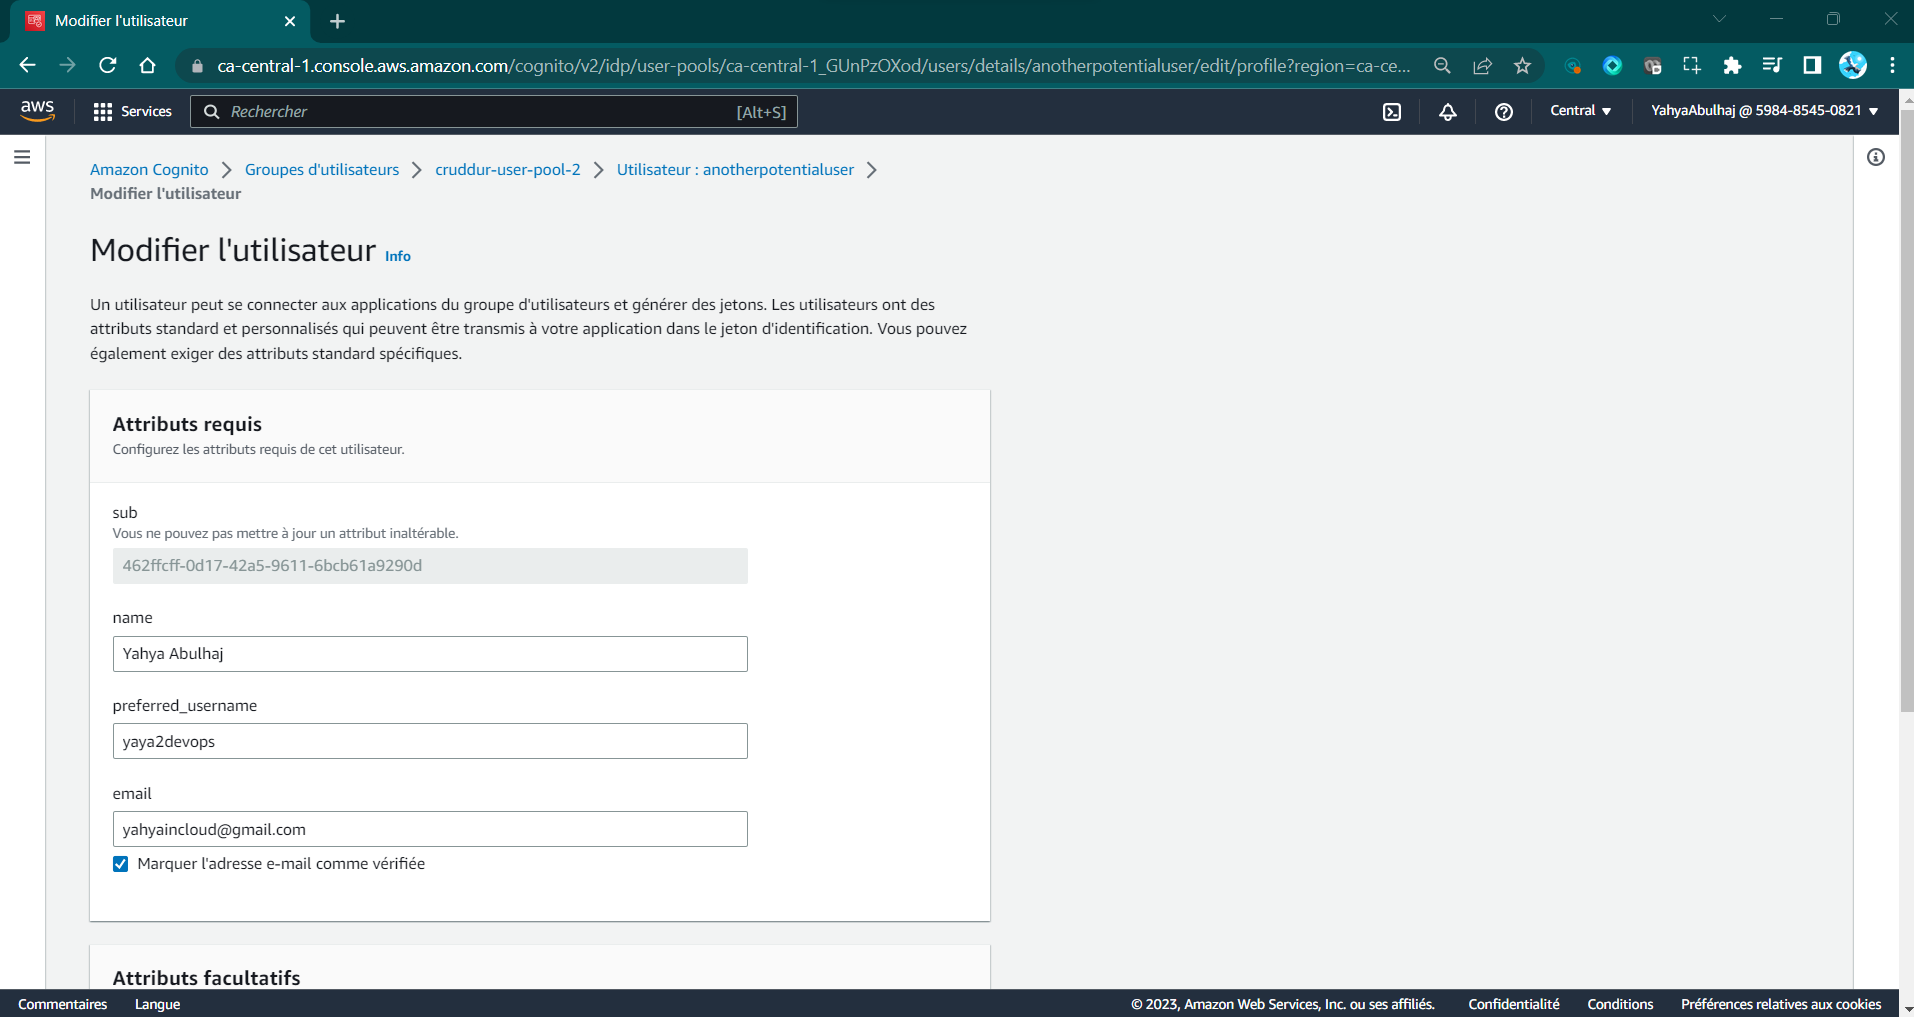 Modifier l'utilisateur
ca-central-1.console.aws.amazon.com/cognito/v2/idp/user-pools/ca-central-1_GUnPzOXod/users/details/anotherpotentialuser/edit/profile?region=ca-ce...
aws
Services
Rechercher
[Alt+S]
Central
YahyaAbulhaj @ 5984-8545-0821
Amazon Cognito
Groupes d'utilisateurs
cruddur-user-pool-2
Utilisateur : anotherpotentialuser
Modifier l'utilisateur
Modifier l'utilisateur Info
Un utilisateur peut se connecter aux applications du groupe d'utilisateurs et générer des jetons. Les utilisateurs ont des
attributs standard et personnalisés qui peuvent être transmis à votre application dans le jeton d'identification. Vous pouvez
également exiger des attributs standard spécifiques.
Attributs requis
Configurez les attributs requis de cet utilisateur.
sub
Vous ne pouvez pas mettre à jour un attribut inaltérable.
462ffcff-0d17-42a5-9611-6bcb61a9290d
name
Yahya Abulhaj
preferred_username
yaya2devops
email
yahyaincloud@gmail.com
Marquer l'adresse e-mail comme vérifiée
Attributs facultatifs
Commentaires
Langue
© 2023, Amazon Web Services, Inc. ou ses affiliés.
Confidentialité
Conditions
Préférences relatives aux cookies